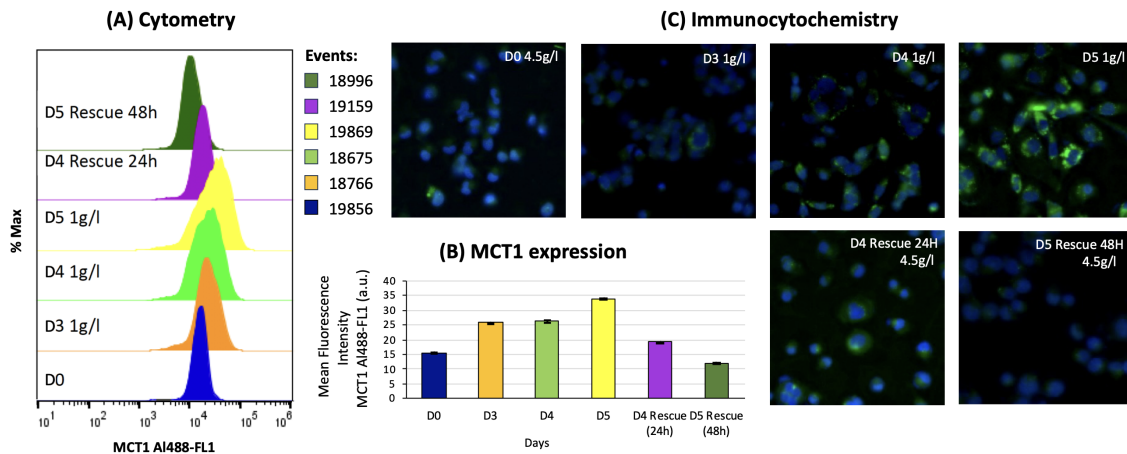 (A) Cytometry
% Max
D5 Rescue 48h
D4 Rescue 24h
D5 1g/l
D4 1g/l
D3 1g/l
D0
10¹ 10² 10³ 10⁴ 10⁵ 10⁶
MCT1 Al488-FL1
Events:
18996
19159
19869
18675
18766
19856
(B) MCT1 expression
Mean Fluorescence
Intensity
MCT1 Al488-FL1 (a.u.)
40
35
30
25
20
15
10
5
0
D0 D3 D4 D5 D4 Rescue D5 Rescue
(24h) (48h)
Days
(C) Immunocytochemistry
D0 4.5g/l
D3 1g/l
D4 1g/l
D5 1g/l
D4 Rescue 24H
4.5g/l
D5 Rescue 48H
4.5g/l